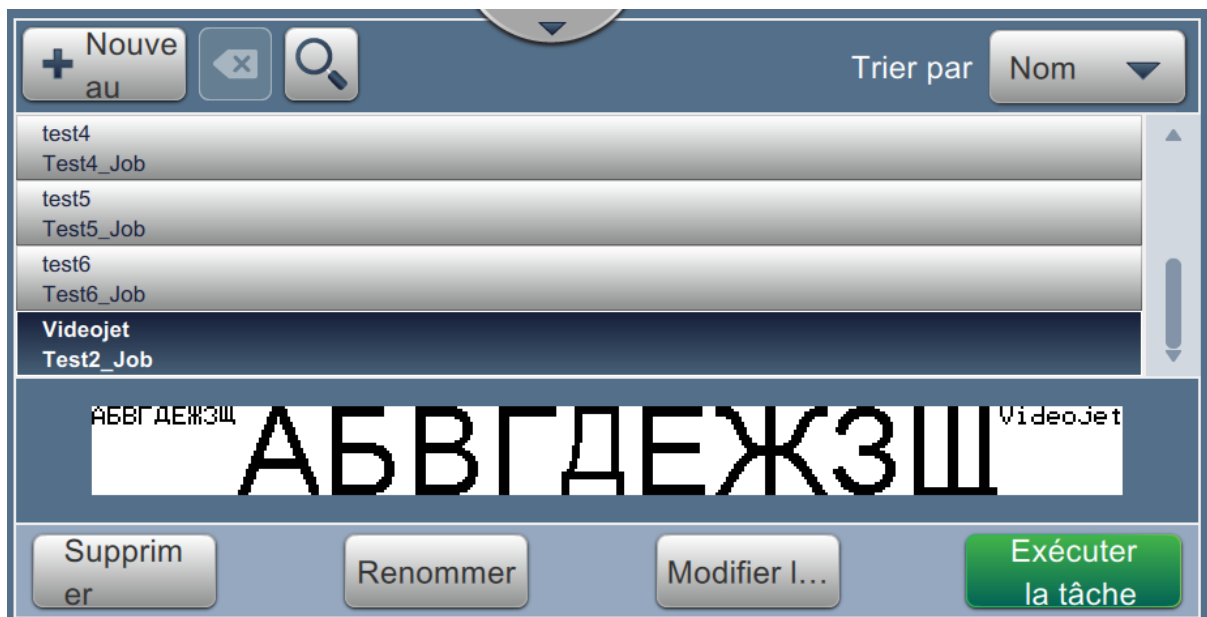 Nouve
au
Trier par
Nom
test4
Test4_Job
test5
Test5_Job
test6
Test6_Job
Videojet
Test2_Job
АБВГДЕЖЗЩ АБВГДЕЖЗЩ Videojet
Supprim
er
Renommer
Modifier l...
Exécuter
la tâche